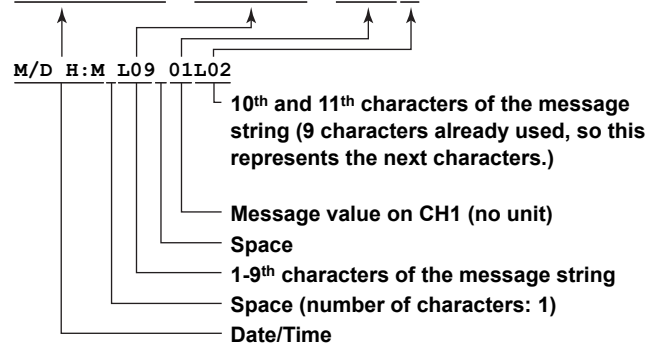 M/D H:M L09 01L02
10th and 11th characters of the message
string (9 characters already used, so this
represents the next characters.)
Message value on CH1 (no unit)
Space
1-9th characters of the message string
Space (number of characters: 1)
Date/Time